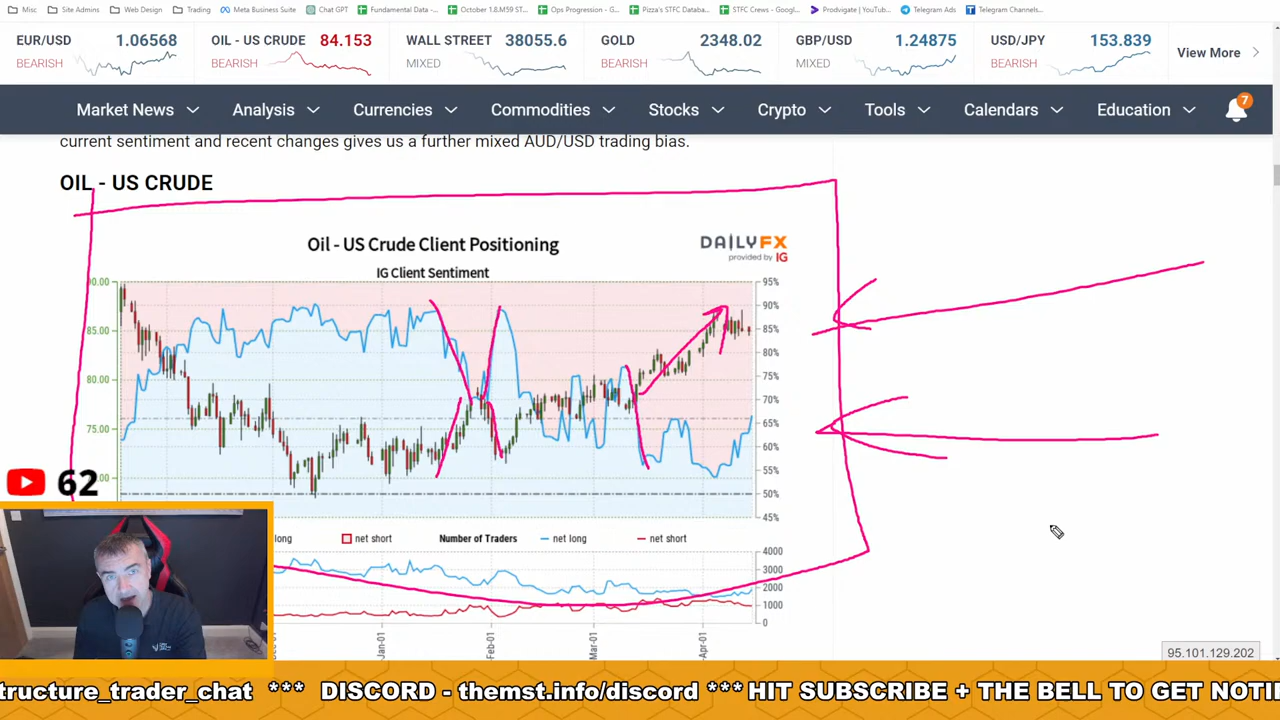 Misc Site Admins Web Design Trading Meta Business Suite Chat GPT Fundamental Data -... October 1.8.M59 ST... Ops Progression - G... Pizza's STFC Databa... STFC Crews - Googl... Prodvigate | YouTub... Telegram Ads Telegram Channels...
EUR/USD 1.06568 OIL - US CRUDE 84.153 WALL STREET 38055.6 GOLD 2348.02 GBP/USD 1.24875 USD/JPY 153.839 View More
BEARISH BEARISH MIXED BEARISH MIXED BEARISH
Market News Analysis Currencies Commodities Stocks Crypto Tools Calendars Education 7
current sentiment and recent changes gives us a further mixed AUD/USD trading bias.
OIL - US CRUDE
Oil - US Crude Client Positioning
DAILYFX
provided by IG
IG Client Sentiment
90.00 95%
90%
85.00 85%
80%
80.00 75%
70%
75.00 65%
60%
55%
50%
45%
62
long net short Number of Traders net long net short
4000
3000
2000
1000
0
Jan-01 Feb-01 Mar-01 Apr-01
95.101.129.202
tructure_trader_chat *** DISCORD - themst.info/discord *** HIT SUBSCRIBE + THE BELL TO GET NOTI